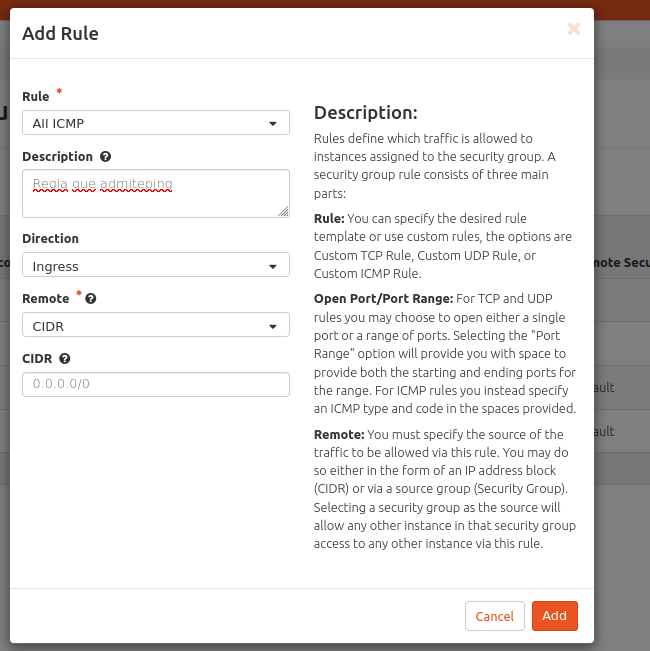 Add Rule
×
Rule *
All ICMP
Description
Regla que admiteping
Direction
Ingress
Remote *
CIDR
CIDR
0.0.0.0/0
Description:
Rules define which traffic is allowed to
instances assigned to the security group. A
security group rule consists of three main
parts:
Rule: You can specify the desired rule
template or use custom rules, the options are
Custom TCP Rule, Custom UDP Rule, or
Custom ICMP Rule.
Open Port/Port Range: For TCP and UDP
rules you may choose to open either a single
port or a range of ports. Selecting the "Port
Range" option will provide you with space to
provide both the starting and ending ports for
the range. For ICMP rules you instead specify
an ICMP type and code in the spaces provided.
Remote: You must specify the source of the
traffic to be allowed via this rule. You may do
so either in the form of an IP address block
(CIDR) or via a source group (Security Group).
Selecting a security group as the source will
allow any other instance in that security group
access to any other instance via this rule.
Cancel
Add
mote Secu
ault
ault